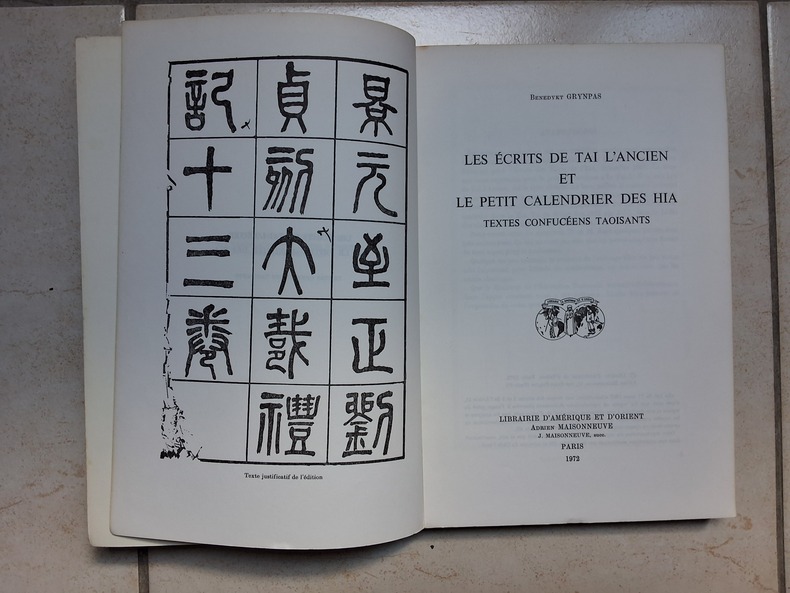 景元至正劉
貞刻大戴禮
記十三卷
Texte justificatif de l'édition
Benedykt GRYNPAS
LES ÉCRITS DE TAI L'ANCIEN
ET
LE PETIT CALENDRIER DES HIA
TEXTES CONFUCÉENS TAOISANTS
LIBRAIRIE D'AMÉRIQUE ET D'ORIENT
Adrien MAISONNEUVE
J. MAISONNEUVE, succ.
PARIS
1972